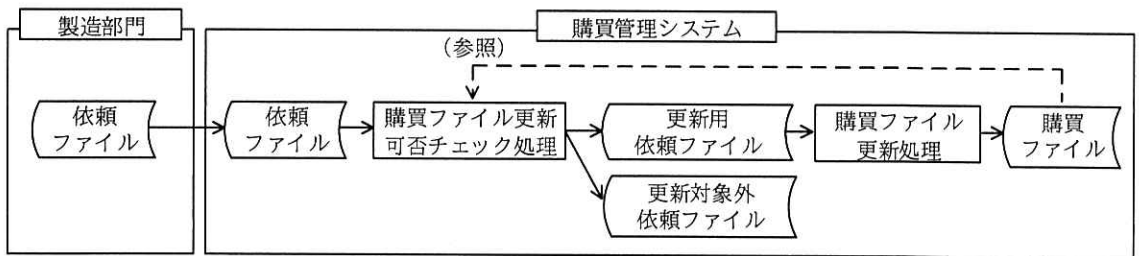 製造部門
購買管理システム
（参照）
依頼
ファイル
依頼
ファイル
購買ファイル更新
可否チェック処理
更新用
依頼ファイル
購買ファイル
更新処理
購買
ファイル
更新対象外
依頼ファイル